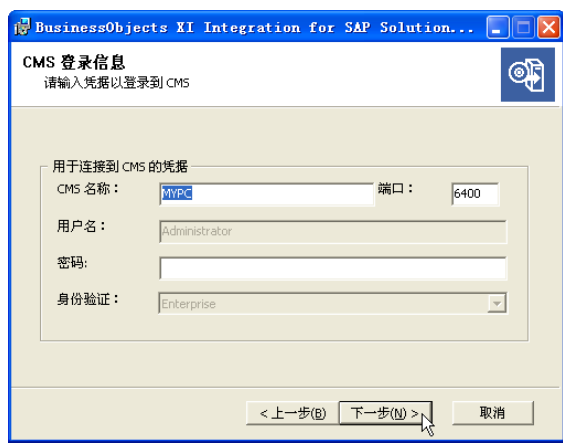 BusinessObjects XI Integration for SAP Solution...
CMS 登录信息
请输入凭据以登录到 CMS
用于连接到 CMS 的凭据
CMS 名称： MYPC 端口： 6400
用户名： Administrator
密码:
身份验证： Enterprise
< 上一步(B) 下一步(N) > 取消